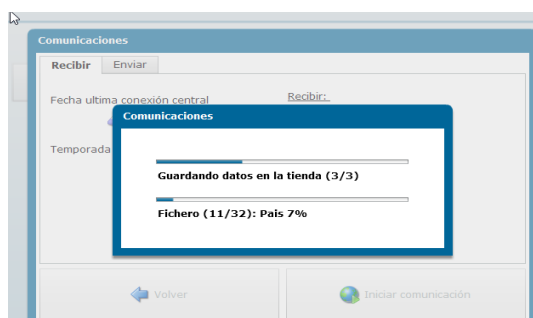 Comunicaciones
Recibir Enviar
Fecha ultima conexión central Recibir:
Temporada
Comunicaciones
Guardando datos en la tienda (3/3)
Fichero (11/32): Pais 7%
Volver Iniciar comunicación